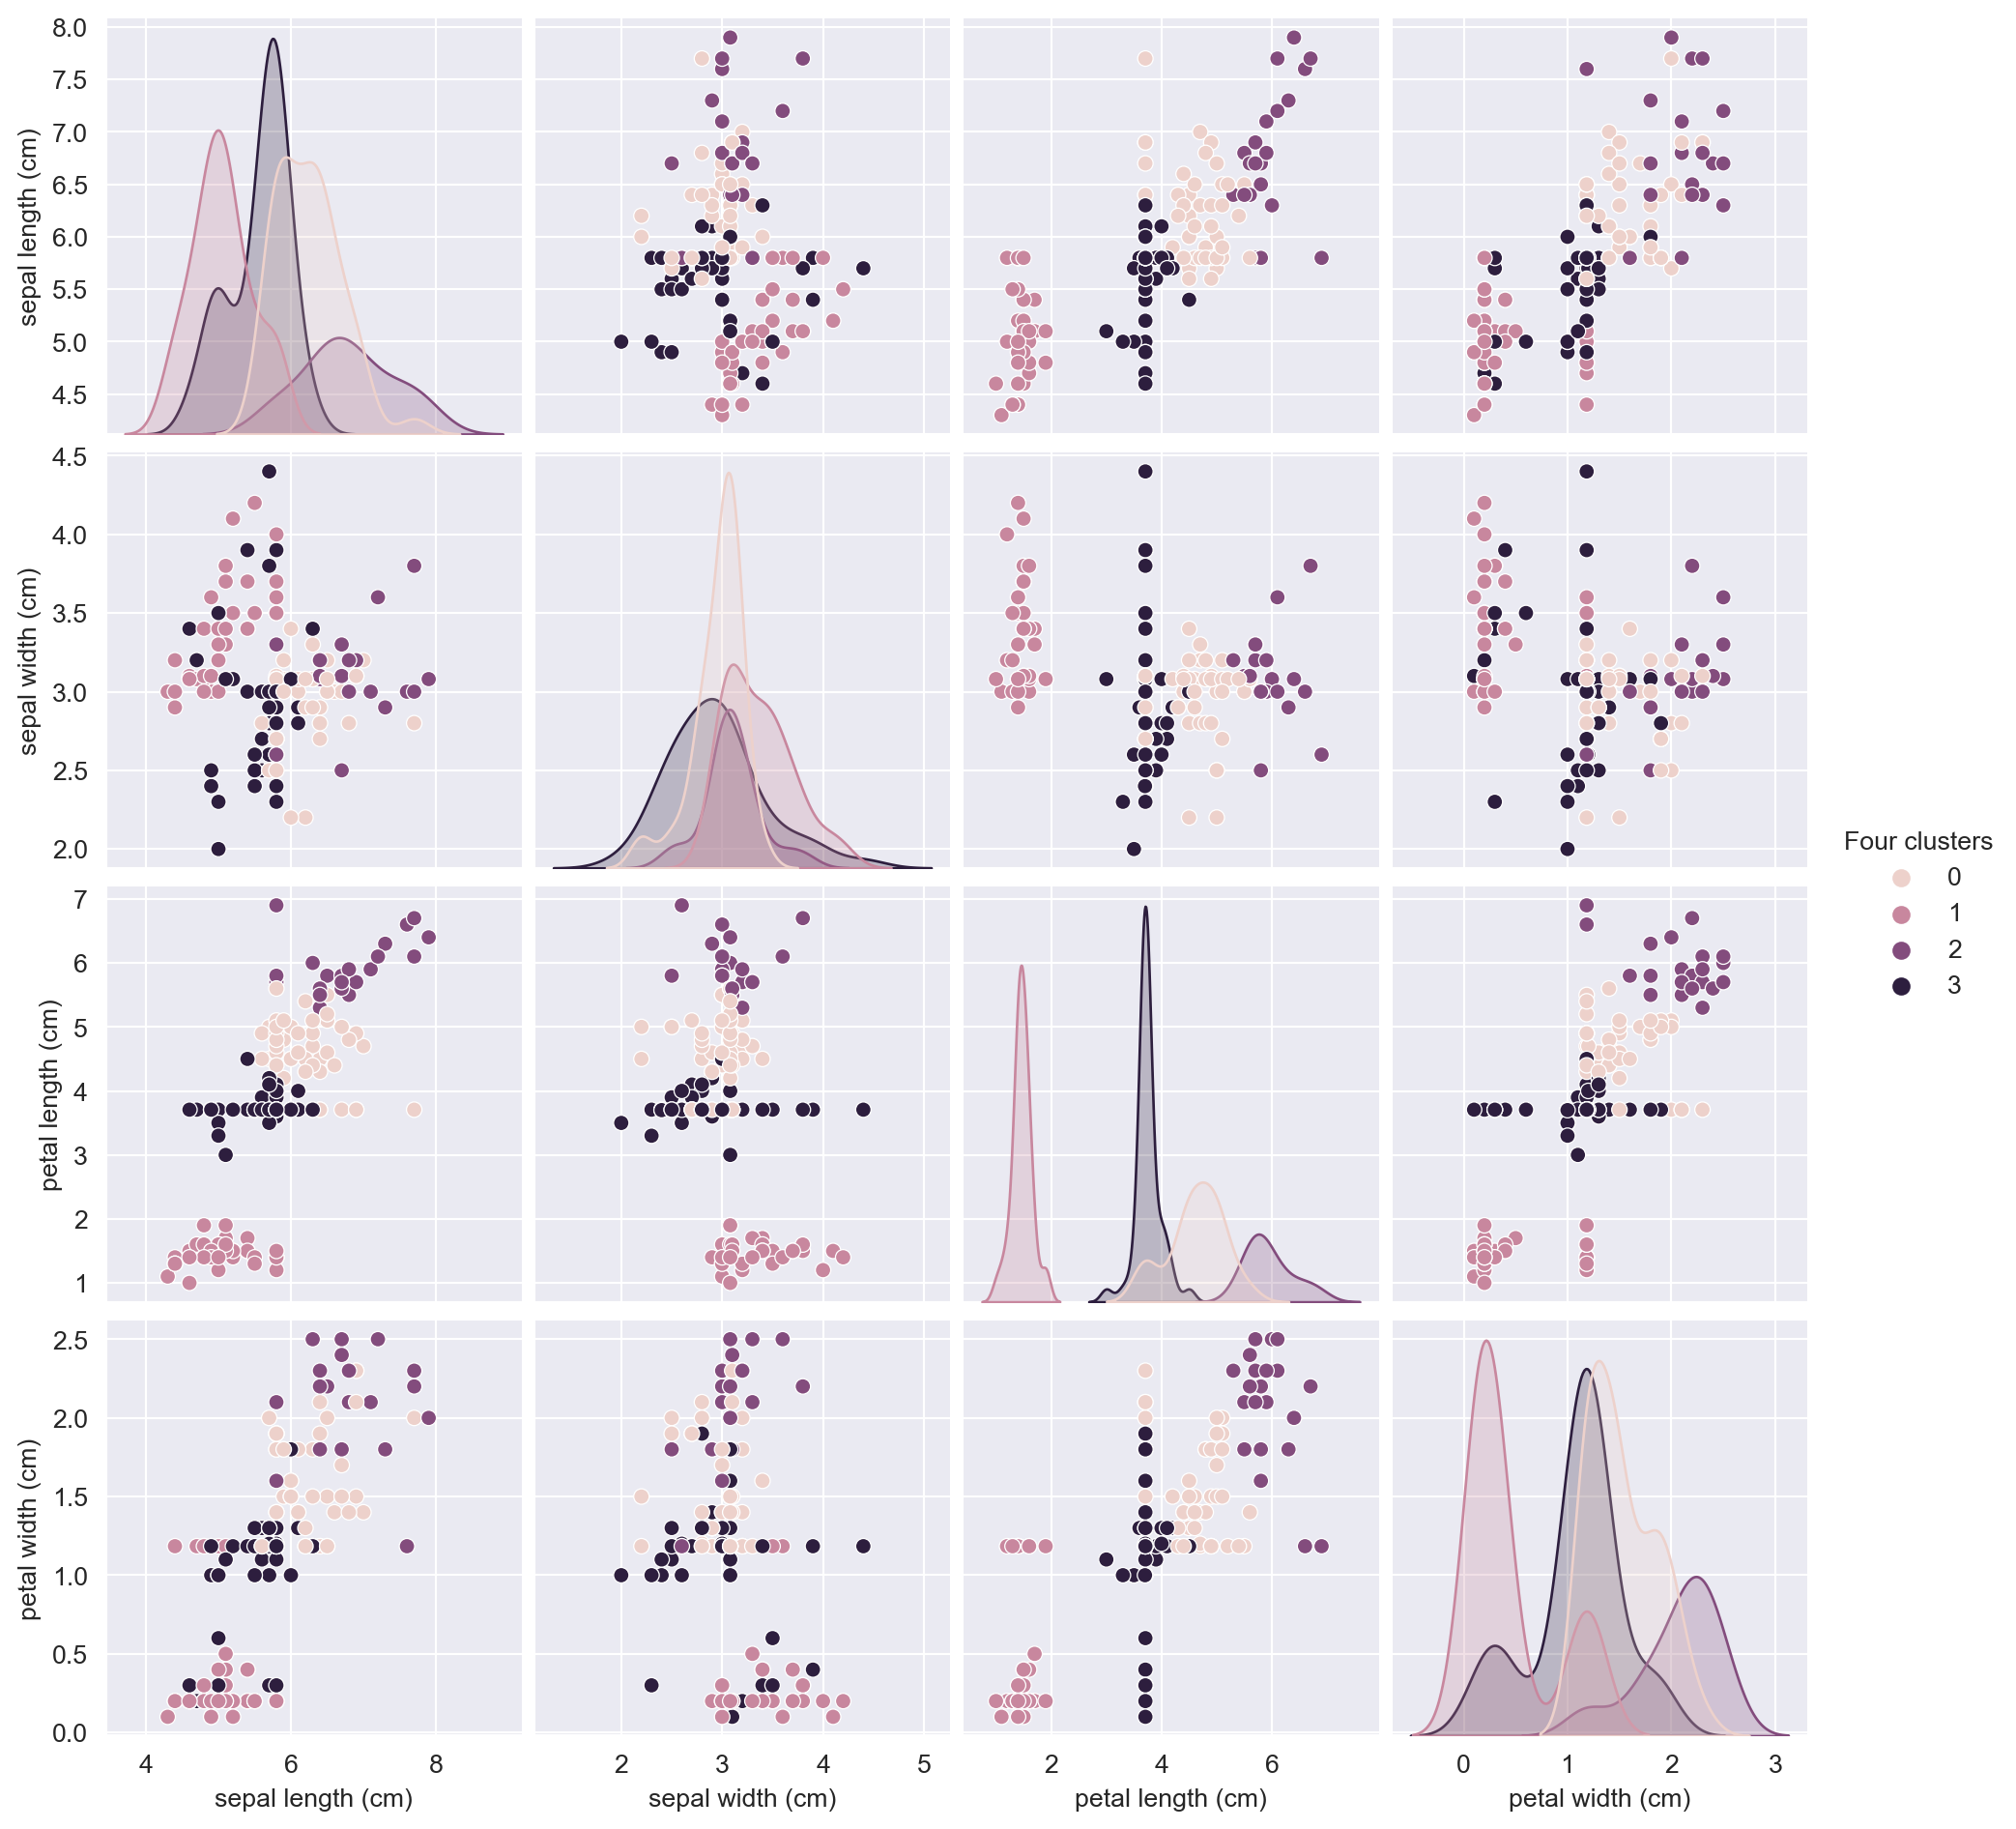 8.0
7.5
7.0
6.5
6.0
5.5
5.0
4.5
sepal length (cm)
4.5
4.0
3.5
3.0
2.5
2.0
sepal width (cm)
7
6
5
4
3
2
1
petal length (cm)
2.5
2.0
1.5
1.0
0.5
0.0
petal width (cm)
4 6 8
2 3 4 5
2 4 6
0 1 2 3
sepal length (cm)
sepal width (cm)
petal length (cm)
petal width (cm)
Four clusters
0
1
2
3